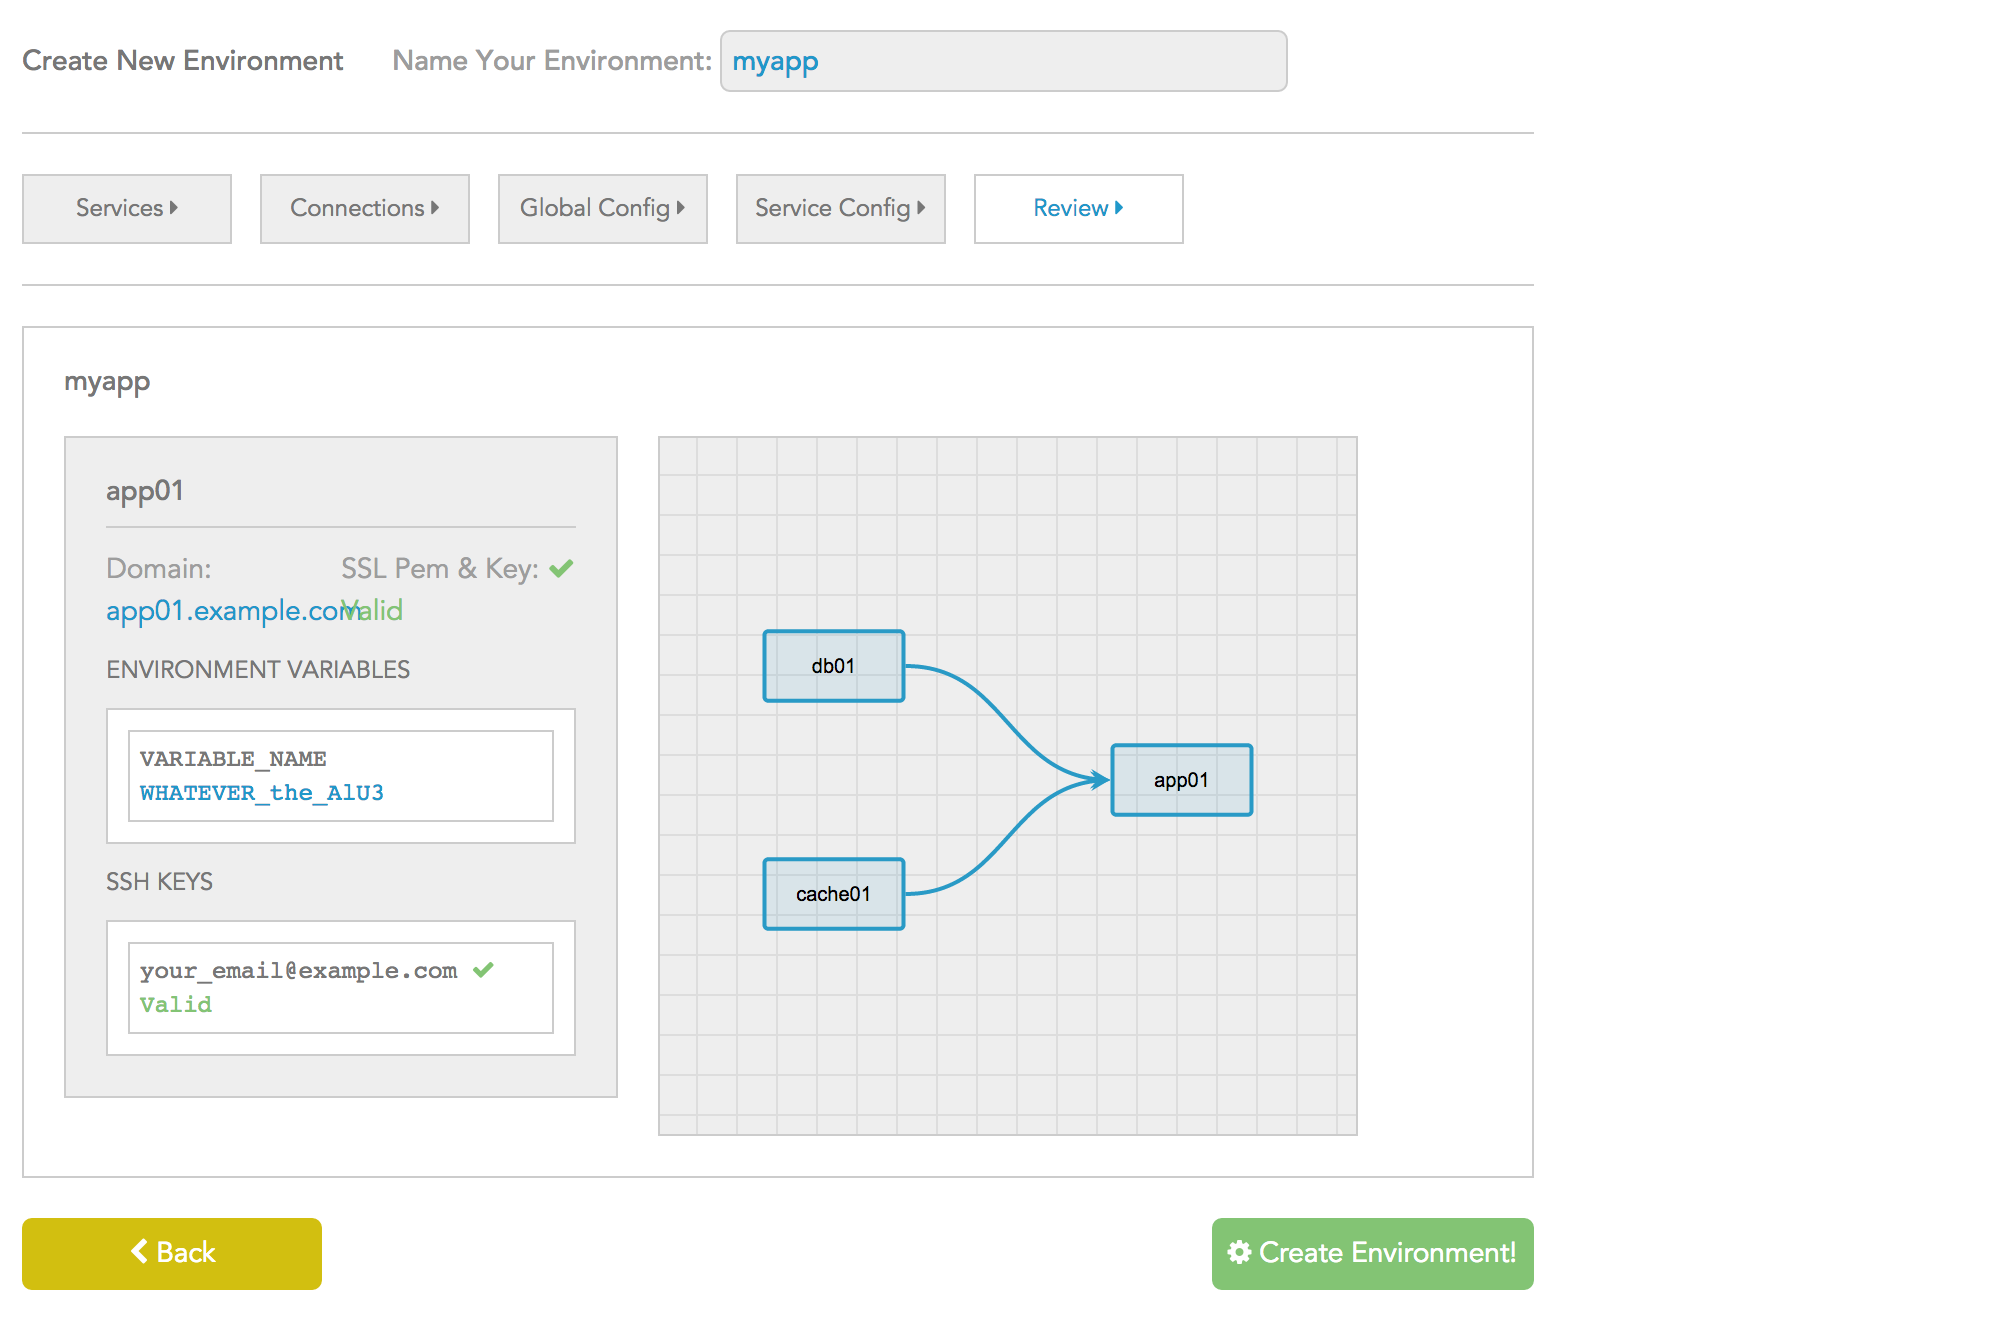 Create New Environment Name Your Environment: myapp
Services Connections Global Config Service Config Review
myapp
app01
Domain: SSL Pem & Key:
app01.example.com Valid
ENVIRONMENT VARIABLES
VARIABLE_NAME
WHATEVER_the_AlU3
SSH KEYS
your_email@example.com
Valid
db01
app01
cache01
Back Create Environment!